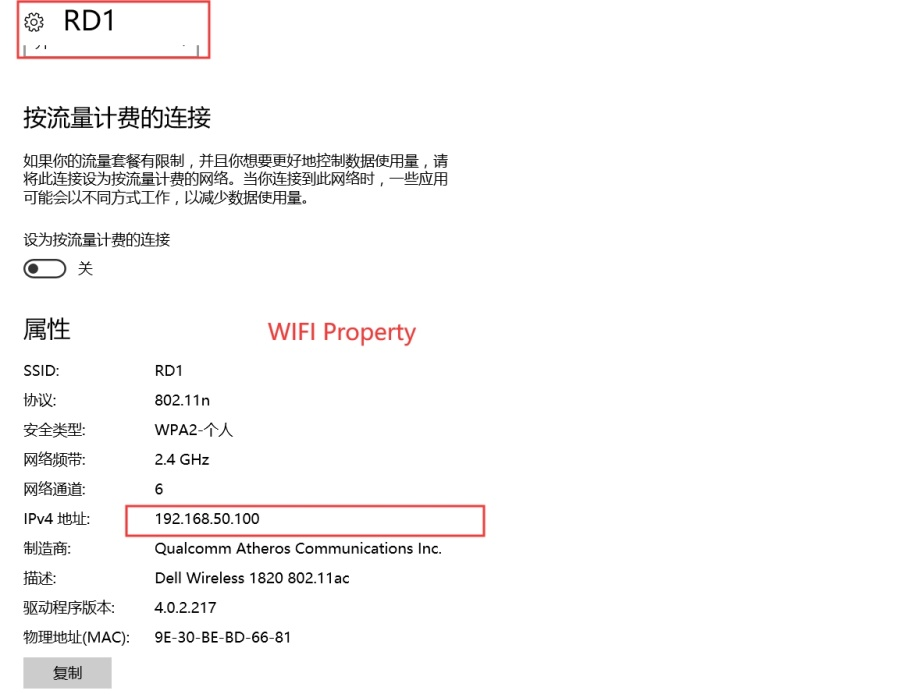 RD1
按流量计费的连接
如果你的流量套餐有限制，并且你想要更好地控制数据使用量，请
将此连接设为按流量计费的网络。当你连接到此网络时，一些应用
可能会以不同方式工作，以减少数据使用量。
设为按流量计费的连接
关
属性
WIFI Property
SSID: RD1
协议: 802.11n
安全类型: WPA2-个人
网络频带: 2.4 GHz
网络通道: 6
IPv4 地址: 192.168.50.100
制造商: Qualcomm Atheros Communications Inc.
描述: Dell Wireless 1820 802.11ac
驱动程序版本: 4.0.2.217
物理地址(MAC): 9E-30-BE-BD-66-81
复制